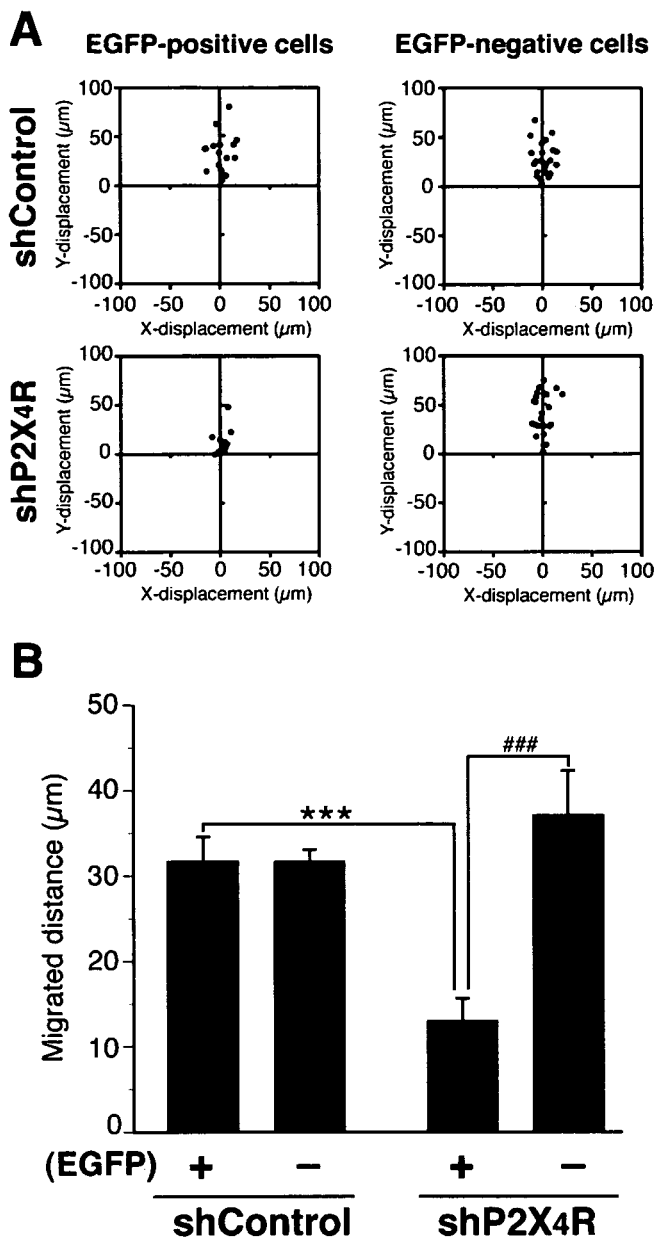 A
EGFP-positive cells
EGFP-negative cells
shControl
Y-displacement (µm)
100
50
0
-50
-100
-100 -50 0 50 100
X-displacement (µm)
Y-displacement (µm)
100
50
0
-50
-100
-100 -50 0 50 100
X-displacement (µm)
shP2X4R
Y-displacement (µm)
100
50
0
-50
-100
-100 -50 0 50 100
X-displacement (µm)
Y-displacement (µm)
100
50
0
-50
-100
-100 -50 0 50 100
X-displacement (µm)
B
Migrated distance (µm)
50
40
30
20
10
0
***
###
(EGFP) + − + −
shControl shP2X4R